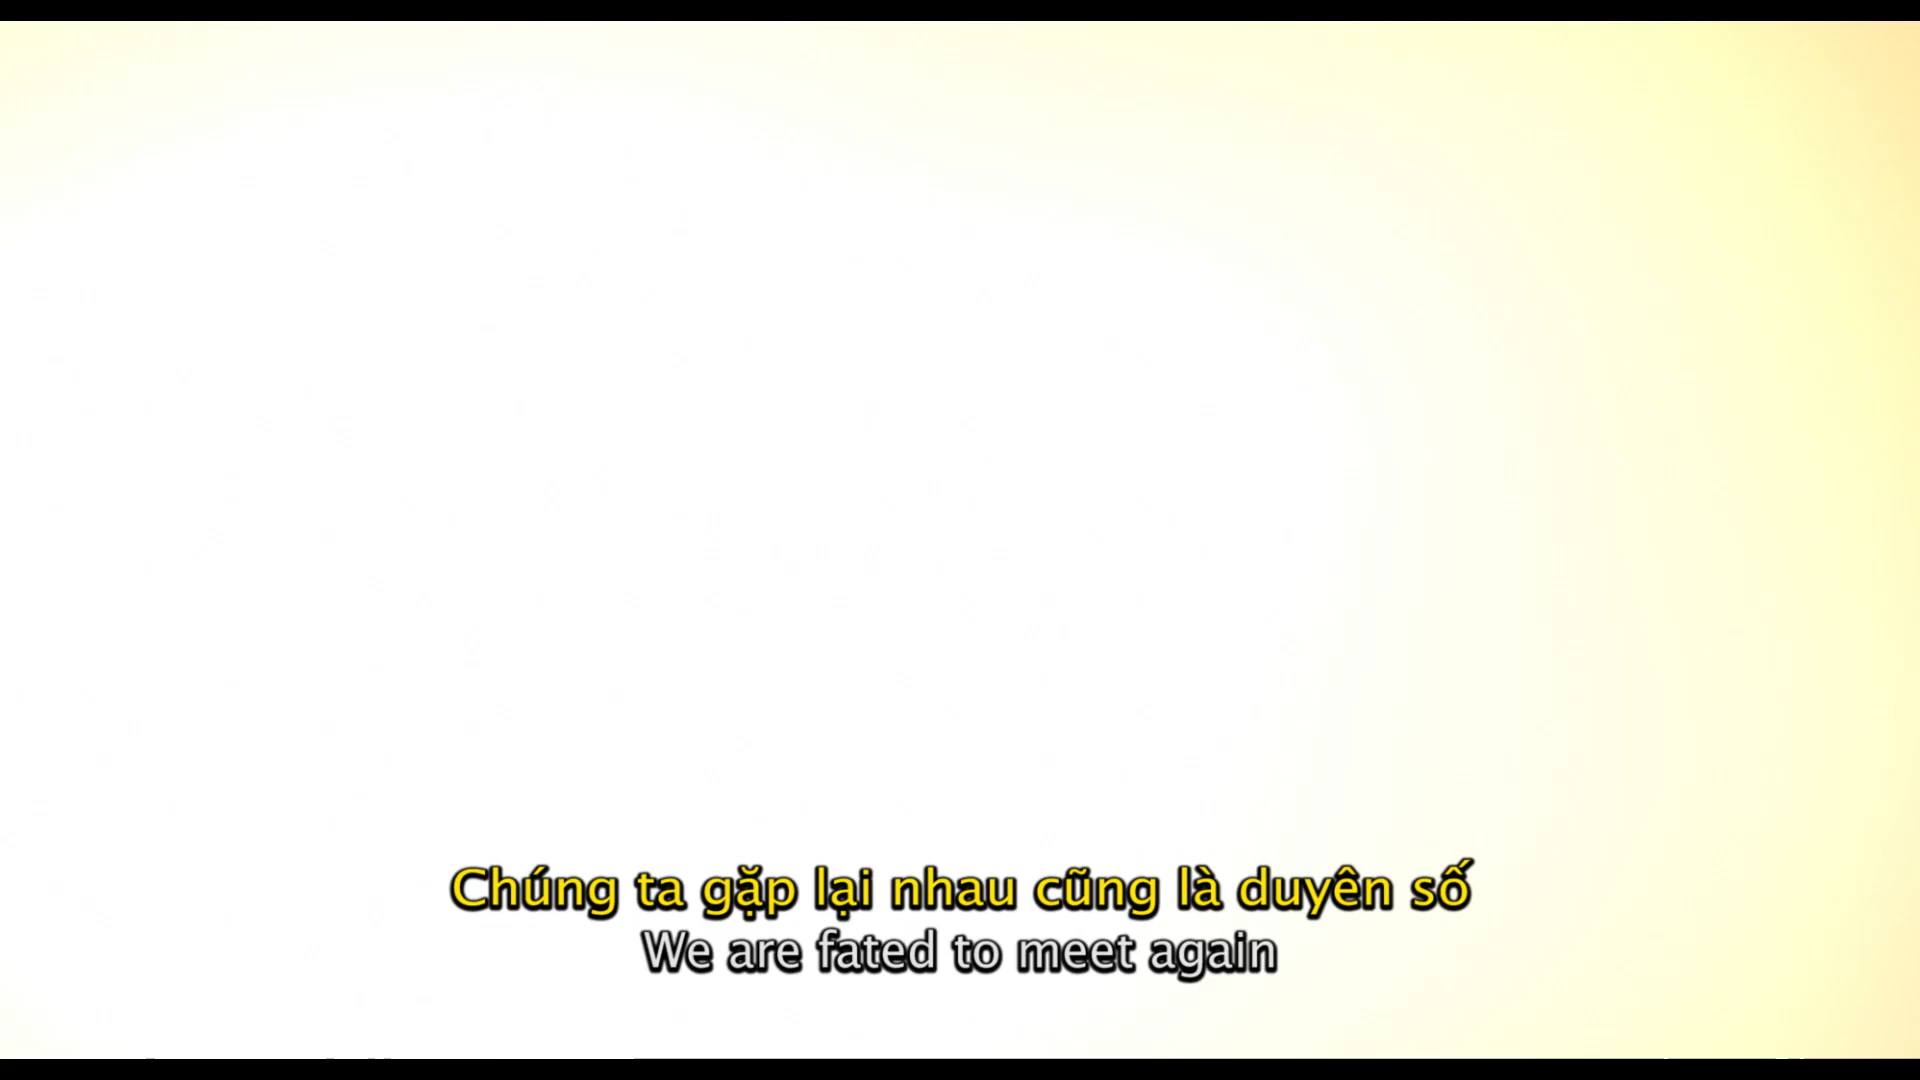 Chúng ta gặp lại nhau cũng là duyên số
We are fated to meet again